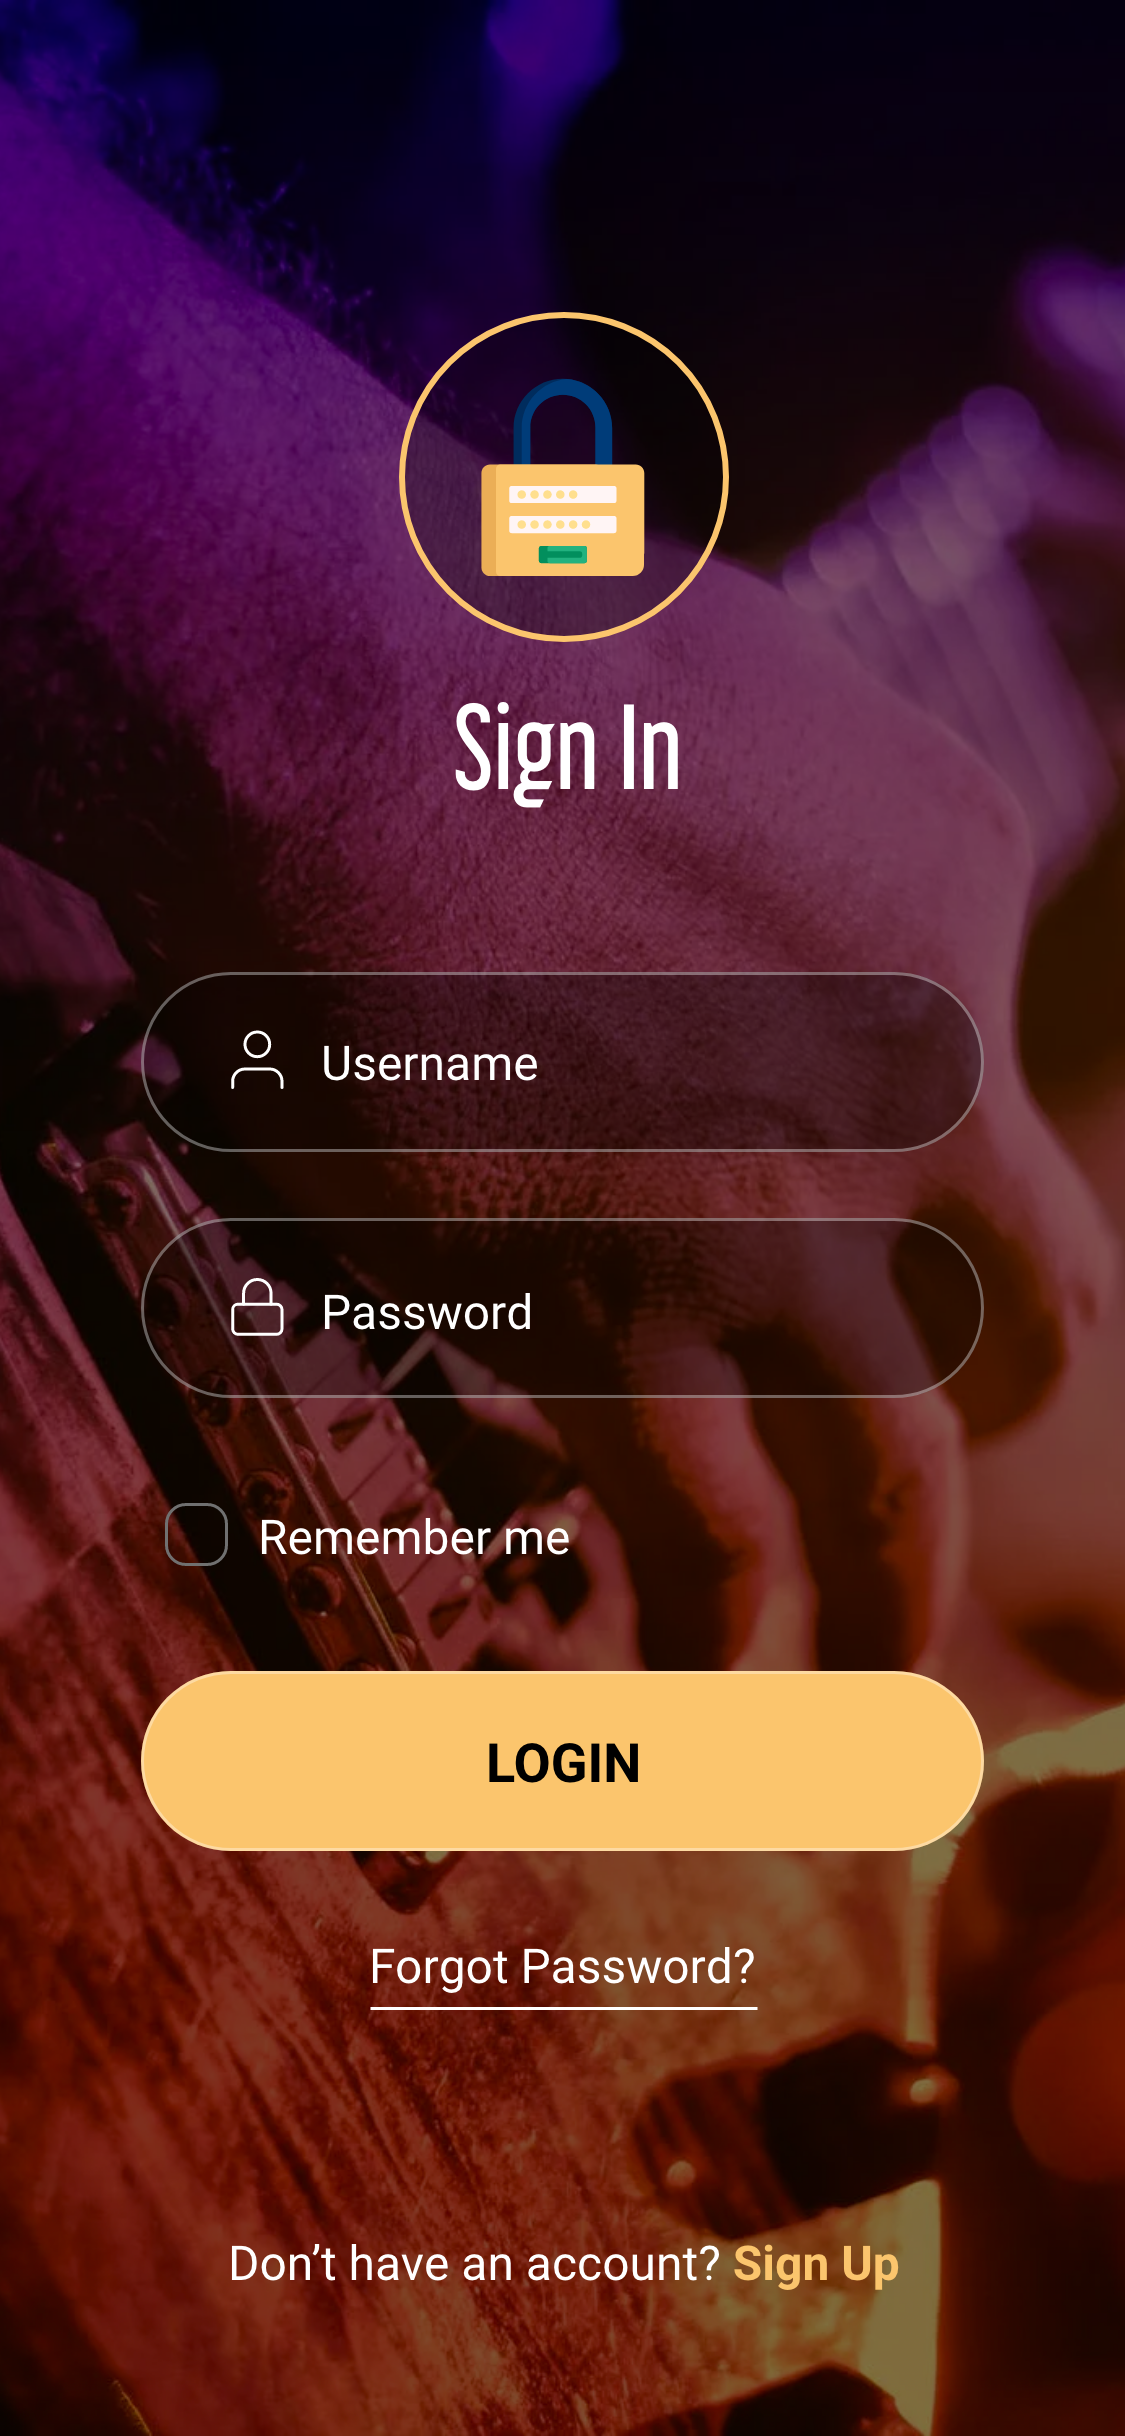 Sign In
Username
Password
Remember me
LOGIN
Forgot Password?
Don’t have an account? Sign Up